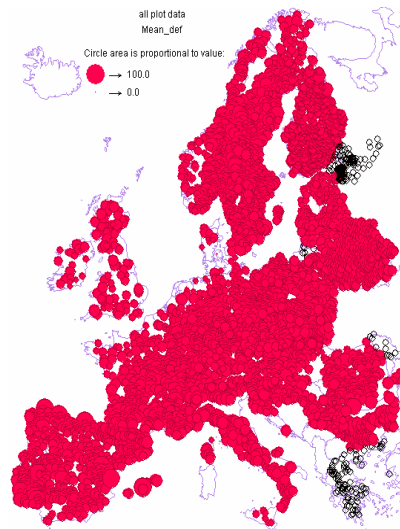 all plot data
Mean_def
Circle area is proportional to value:
→ 100.0
→ 0.0